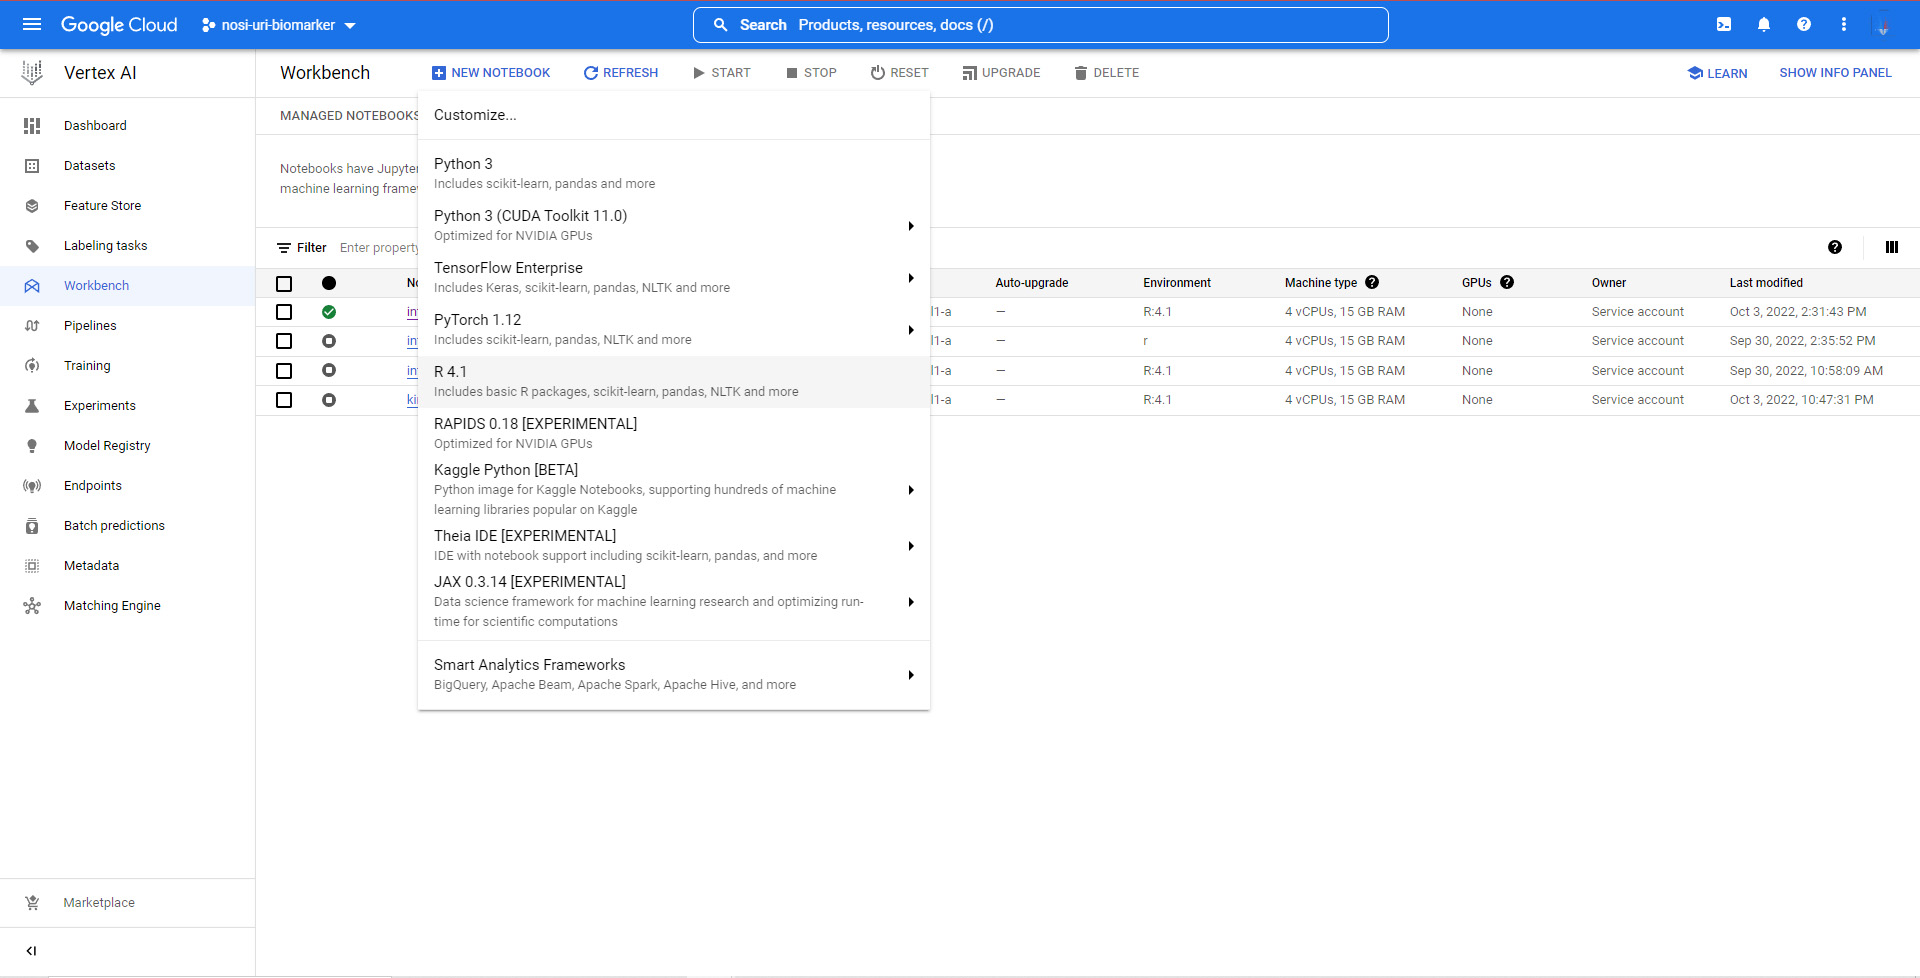 Google Cloud
nosi-uri-biomarker
Search Products, resources, docs (/)
Vertex AI
Workbench
NEW NOTEBOOK
REFRESH
START
STOP
RESET
UPGRADE
DELETE
LEARN
SHOW INFO PANEL
Dashboard
Datasets
Feature Store
Labeling tasks
Workbench
Pipelines
Training
Experiments
Model Registry
Endpoints
Batch predictions
Metadata
Matching Engine
Marketplace
MANAGED NOTEBOOKS
Notebooks have Jupyter
machine learning frame
Filter Enter property
Customize...
Python 3
Includes scikit-learn, pandas and more
Python 3 (CUDA Toolkit 11.0)
Optimized for NVIDIA GPUs
TensorFlow Enterprise
Includes Keras, scikit-learn, pandas, NLTK and more
PyTorch 1.12
Includes scikit-learn, pandas, NLTK and more
R 4.1
Includes basic R packages, scikit-learn, pandas, NLTK and more
RAPIDS 0.18 [EXPERIMENTAL]
Optimized for NVIDIA GPUs
Kaggle Python [BETA]
Python image for Kaggle Notebooks, supporting hundreds of machine
learning libraries popular on Kaggle
Theia IDE [EXPERIMENTAL]
IDE with notebook support including scikit-learn, pandas, and more
JAX 0.3.14 [EXPERIMENTAL]
Data science framework for machine learning research and optimizing run-
time for scientific computations
Smart Analytics Frameworks
BigQuery, Apache Beam, Apache Spark, Apache Hive, and more
No Auto-upgrade Environment Machine type GPUs Owner Last modified
in l1-a — R:4.1 4 vCPUs, 15 GB RAM None Service account Oct 3, 2022, 2:31:43 PM
in l1-a — r 4 vCPUs, 15 GB RAM None Service account Sep 30, 2022, 2:35:52 PM
in l1-a — R:4.1 4 vCPUs, 15 GB RAM None Service account Sep 30, 2022, 10:58:09 AM
ki l1-a — R:4.1 4 vCPUs, 15 GB RAM None Service account Oct 3, 2022, 10:47:31 PM